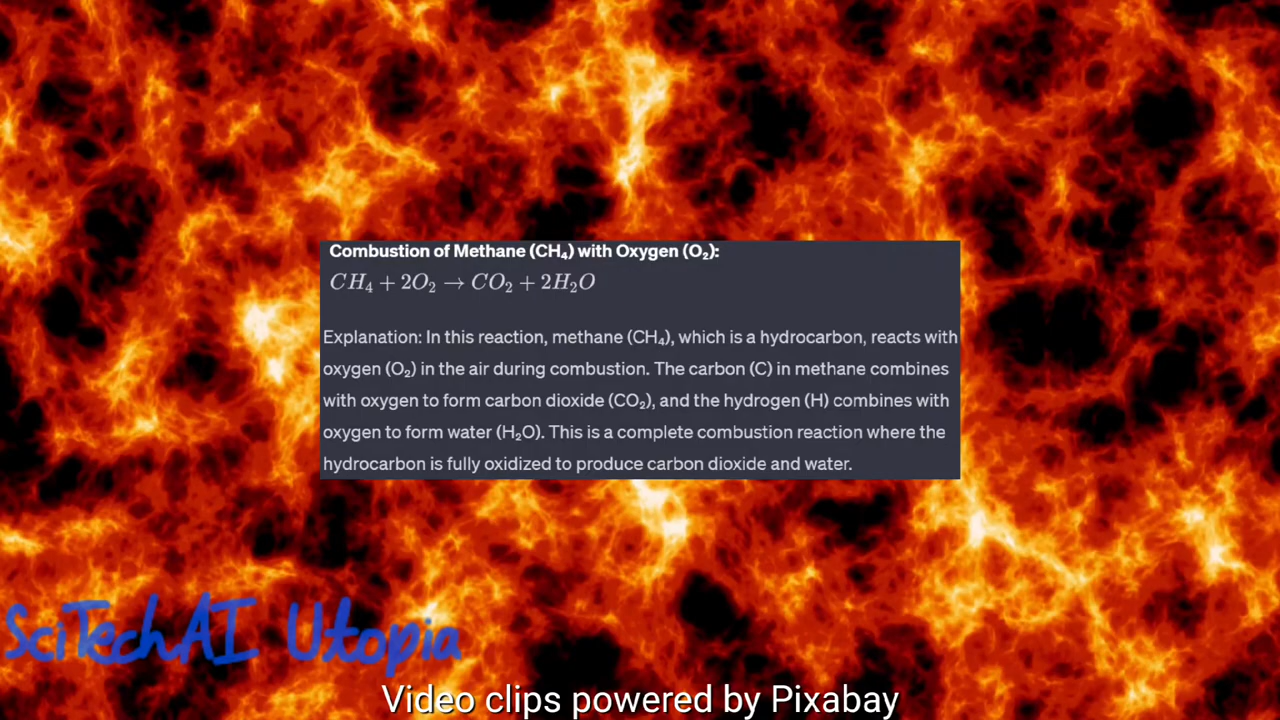 Combustion of Methane (CH₄) with Oxygen (O₂):
CH₄ + 2O₂ → CO₂ + 2H₂O
Explanation: In this reaction, methane (CH₄), which is a hydrocarbon, reacts with
oxygen (O₂) in the air during combustion. The carbon (C) in methane combines
with oxygen to form carbon dioxide (CO₂), and the hydrogen (H) combines with
oxygen to form water (H₂O). This is a complete combustion reaction where the
hydrocarbon is fully oxidized to produce carbon dioxide and water.
SciTechAI Utopia
Video clips powered by Pixabay